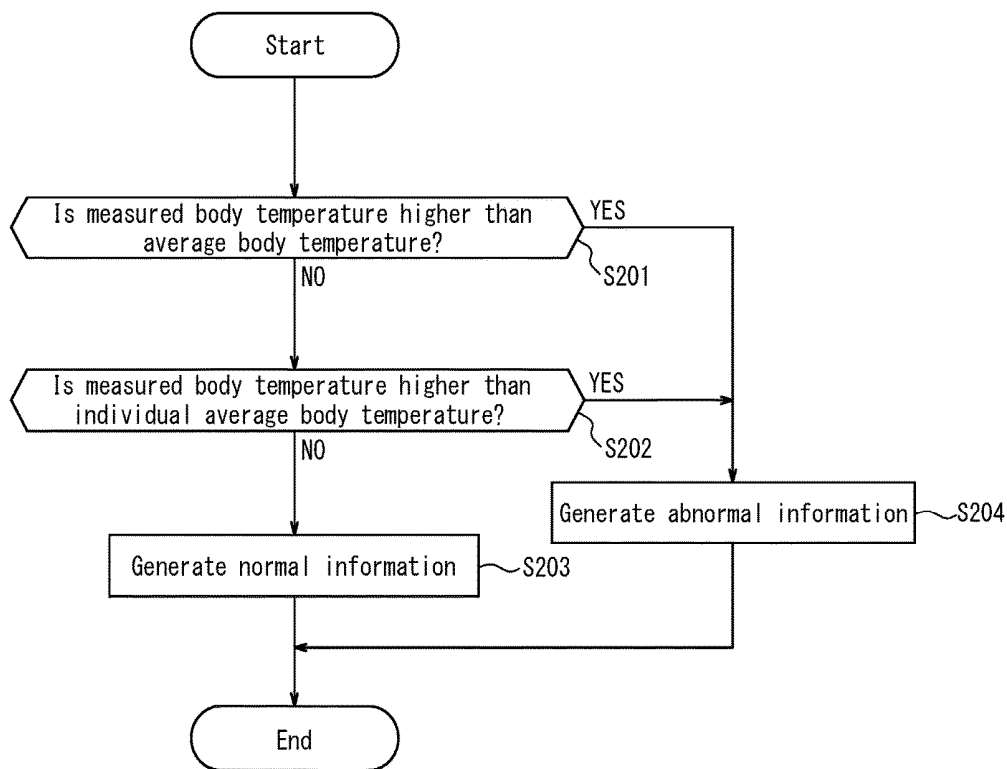 Start
Is measured body temperature higher than
average body temperature?
YES
S201
NO
Is measured body temperature higher than
individual average body temperature?
YES
S202
NO
Generate abnormal information
S204
Generate normal information
S203
End